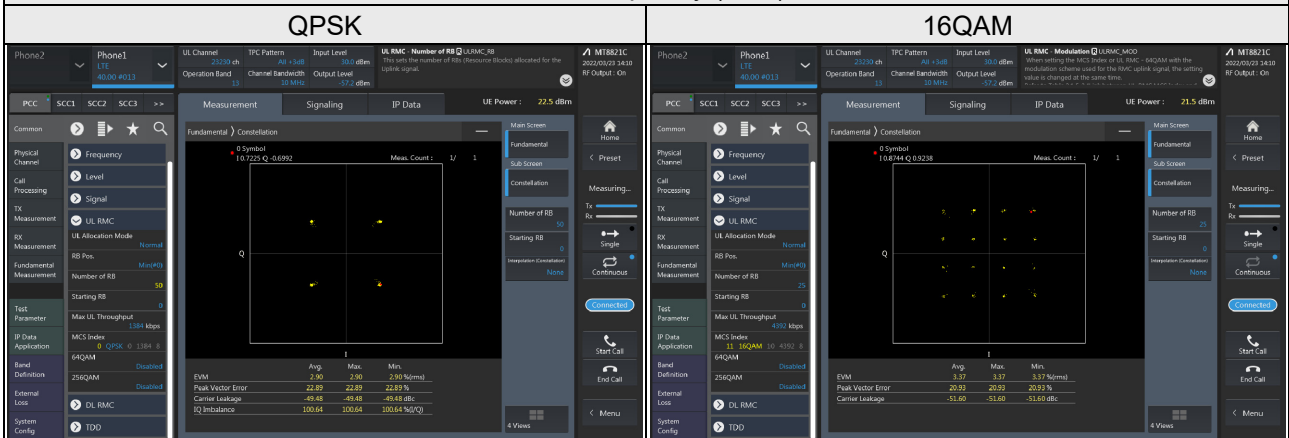 QPSK
Phone2
Phone1
LTE
40.00 #013
UL Channel
23230 ch
TPC Pattern
All +3dB
Input Level
30.0 dBm
Operation Band
13
Channel Bandwidth
10 MHz
Output Level
-57.2 dBm
UL RMC - Number of RB ULRMC_RB
This sets the number of RBs (Resource Blocks) allocated for the
Uplink signal.
MT8821C
2022/03/23 14:10
RF Output : On
PCC SCC1 SCC2 SCC3 >>
Measurement Signaling IP Data
UE Power : 22.5 dBm
Common
Physical
Channel
Call
Processing
TX
Measurement
RX
Measurement
Fundamental
Measurement
Test
Parameter
IP Data
Application
Band
Definition
External
Loss
System
Config
Frequency
Level
Signal
UL RMC
UL Allocation Mode
Normal
RB Pos.
Min(#0)
Number of RB
50
Starting RB
0
Max UL Throughput
1384 kbps
MCS Index
0 QPSK 0 1384 8
64QAM
Disabled
256QAM
Disabled
DL RMC
TDD
Fundamental > Constellation
0 Symbol
I 0.7225 Q -0.6992
Meas. Count : 1/ 1
Q
I
Avg. Max. Min.
EVM 2.90 2.90 2.90 %(rms)
Peak Vector Error 22.89 22.89 22.89 %
Carrier Leakage -49.48 -49.48 -49.48 dBc
IQ Imbalance 100.64 100.64 100.64 %(I/Q)
Main Screen
Fundamental
Sub Screen
Constellation
Number of RB
50
Starting RB
0
Interpolation (Constellation)
None
4 Views
Home
< Preset
Measuring...
Tx
Rx
Single
Continuous
Connected
Start Call
End Call
< Menu
16QAM
Phone2
Phone1
LTE
40.00 #013
UL Channel
23230 ch
TPC Pattern
All +3dB
Input Level
30.0 dBm
Operation Band
13
Channel Bandwidth
10 MHz
Output Level
-57.2 dBm
UL RMC - Modulation ULRMC_MOD
When setting the MCS Index or UL RMC - 64QAM with the
modulation schema used for the RMC uplink signal, the setting
value is changed at the same time.
MT8821C
2022/03/23 14:10
RF Output : On
PCC SCC1 SCC2 SCC3 >>
Measurement Signaling IP Data
UE Power : 21.5 dBm
Common
Physical
Channel
Call
Processing
TX
Measurement
RX
Measurement
Fundamental
Measurement
Test
Parameter
IP Data
Application
Band
Definition
External
Loss
System
Config
Frequency
Level
Signal
UL RMC
UL Allocation Mode
Normal
RB Pos.
Min(#0)
Number of RB
25
Starting RB
0
Max UL Throughput
4392 kbps
MCS Index
11 16QAM 10 4392 8
64QAM
Disabled
256QAM
Disabled
DL RMC
TDD
Fundamental > Constellation
0 Symbol
I 0.8744 Q 0.9238
Meas. Count : 1/ 1
Q
I
Avg. Max. Min.
EVM 3.37 3.37 3.37 %(rms)
Peak Vector Error 20.93 20.93 20.93 %
Carrier Leakage -51.60 -51.60 -51.60 dBc
Main Screen
Fundamental
Sub Screen
Constellation
Number of RB
25
Starting RB
0
Interpolation (Constellation)
None
4 Views
Home
< Preset
Measuring...
Tx
Rx
Single
Continuous
Connected
Start Call
End Call
< Menu